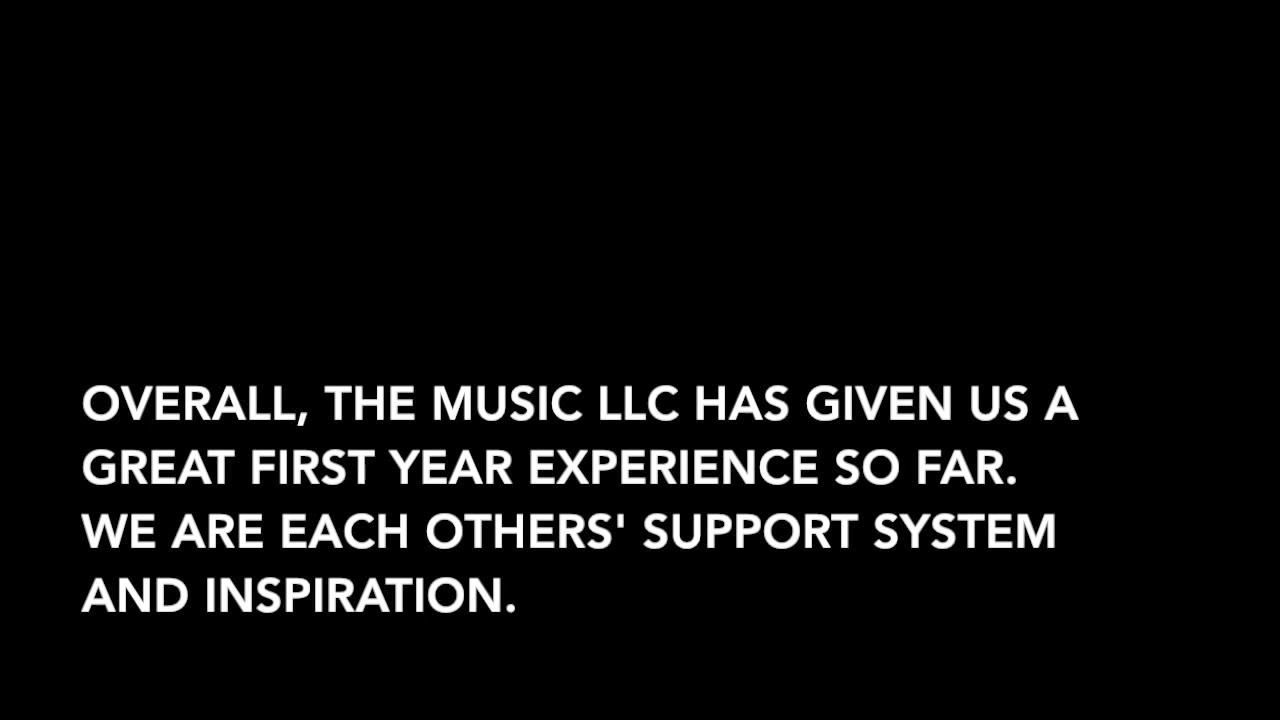 OVERALL, THE MUSIC LLC HAS GIVEN US A
GREAT FIRST YEAR EXPERIENCE SO FAR.
WE ARE EACH OTHERS' SUPPORT SYSTEM
AND INSPIRATION.